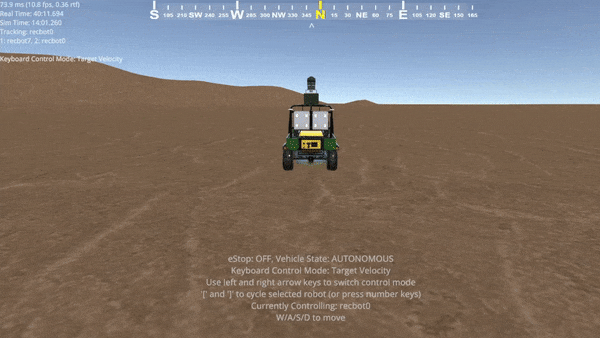 73.9 ms (10.8 fps, 0.36 rtf)
Real Time: 40:11.694
Sim Time: 14:01.260
Tracking: recbot0
1: recbot7, 2: recbot0
Keyboard Control Mode: Target Velocity
S 195 210 SW 240 255 W 285 300 NW 330 345 N 15 30 NE 60 75 E 105 120 SE 150 165 S
eStop: OFF, Vehicle State: AUTONOMOUS
Keyboard Control Mode: Target Velocity
Use left and right arrow keys to switch control mode
'[' and ']' to cycle selected robot (or press number keys)
Currently Controlling: recbot0
W/A/S/D to move